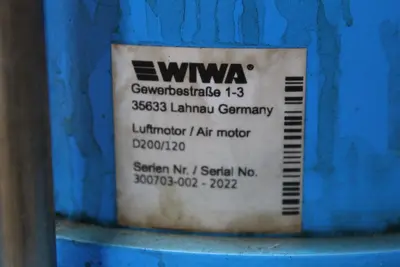 WIWA®
Gewerbestraße 1-3
35633 Lahnau Germany
Luftmotor / Air motor
D200/120
Serien Nr. / Serial No.
300703-002 - 2022